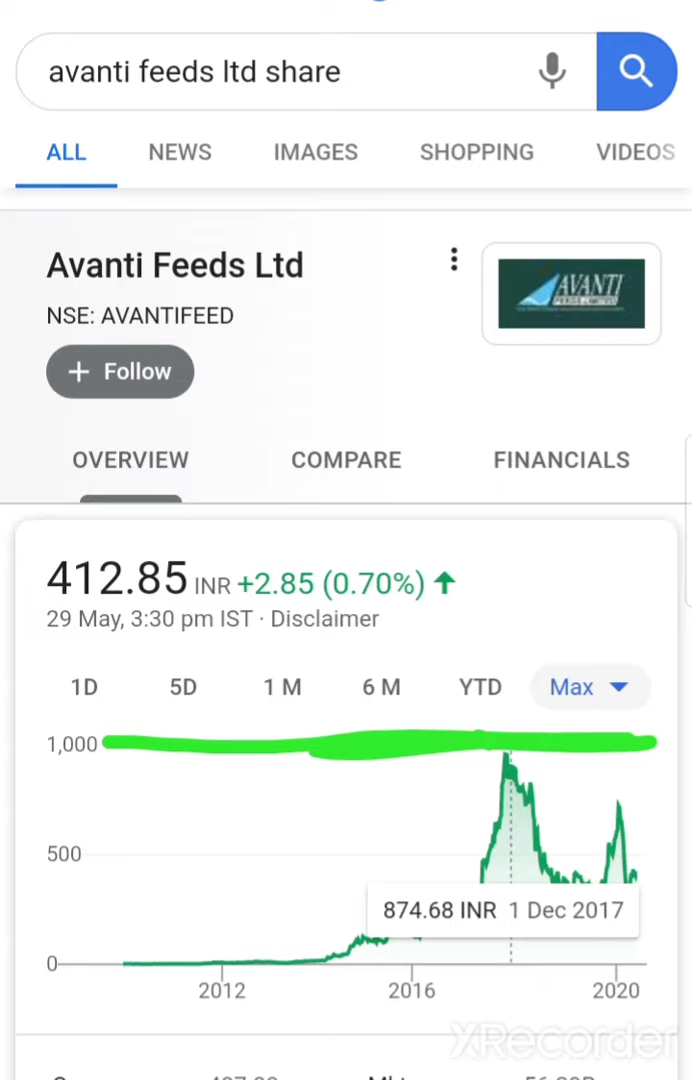 avanti feeds ltd share
ALL NEWS IMAGES SHOPPING VIDEOS
Avanti Feeds Ltd
AVANTI
NSE: AVANTIFEED
+ Follow
OVERVIEW COMPARE FINANCIALS
412.85 INR +2.85 (0.70%) ↑
29 May, 3:30 pm IST · Disclaimer
1D 5D 1 M 6 M YTD Max
1,000
500
874.68 INR 1 Dec 2017
0
2012 2016 2020
XRecorder